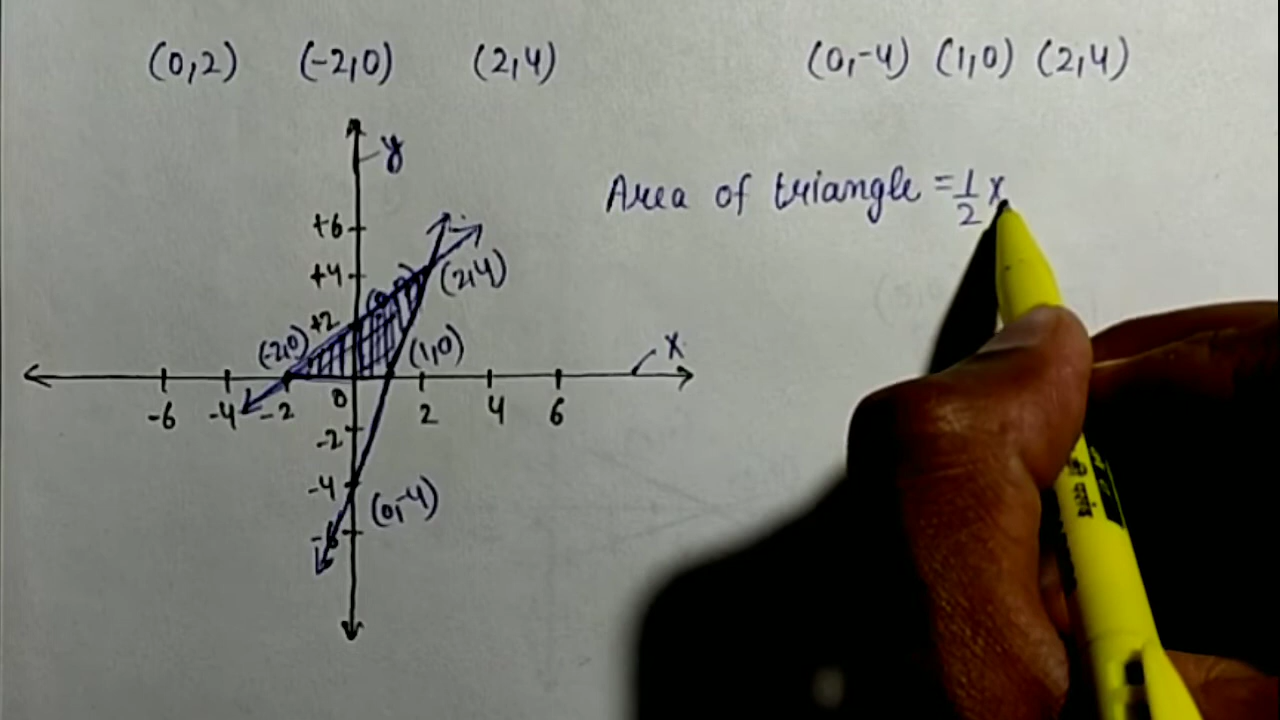 (0,2) (-2,0) (2,4) (0,-4) (1,0) (2,4)
y
Area of triangle = 1/2 x
+6
+4 (2,4)
+2
(-2,0) (1,0) x
-6 -4 -2 0 2 4 6
-2
-4 (0,-4)